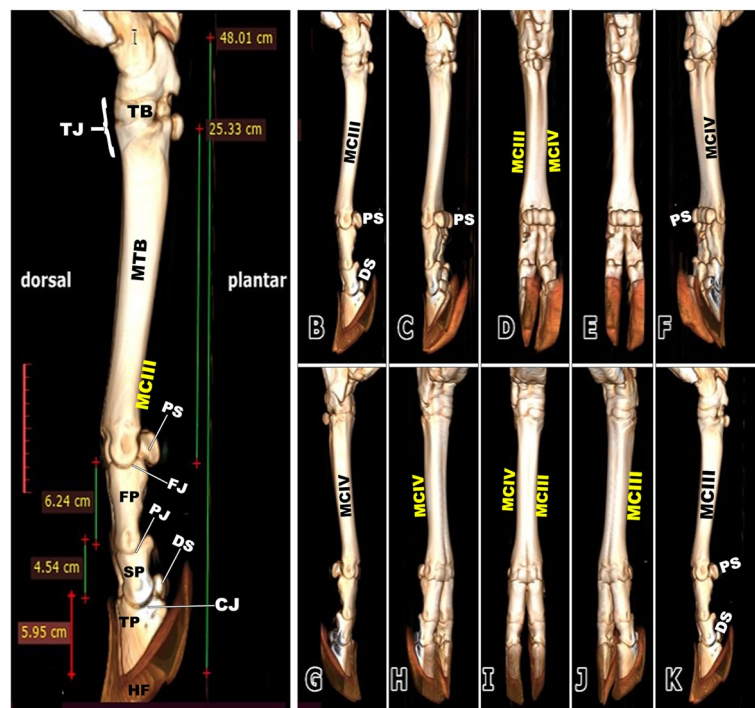 I
48.01 cm
TB
TJ
25.33 cm
MTB
dorsal
plantar
MCIII
PS
FJ
6.24 cm
FP
PJ
DS
4.54 cm
SP
CJ
TP
5.95 cm
HF
MCIII
PS
DS
B
PS
C
MCIII
MCIV
D
E
MCIV
PS
F
MCIV
G
MCIV
H
MCIV
MCIII
I
MCIII
J
MCIII
PS
DS
K